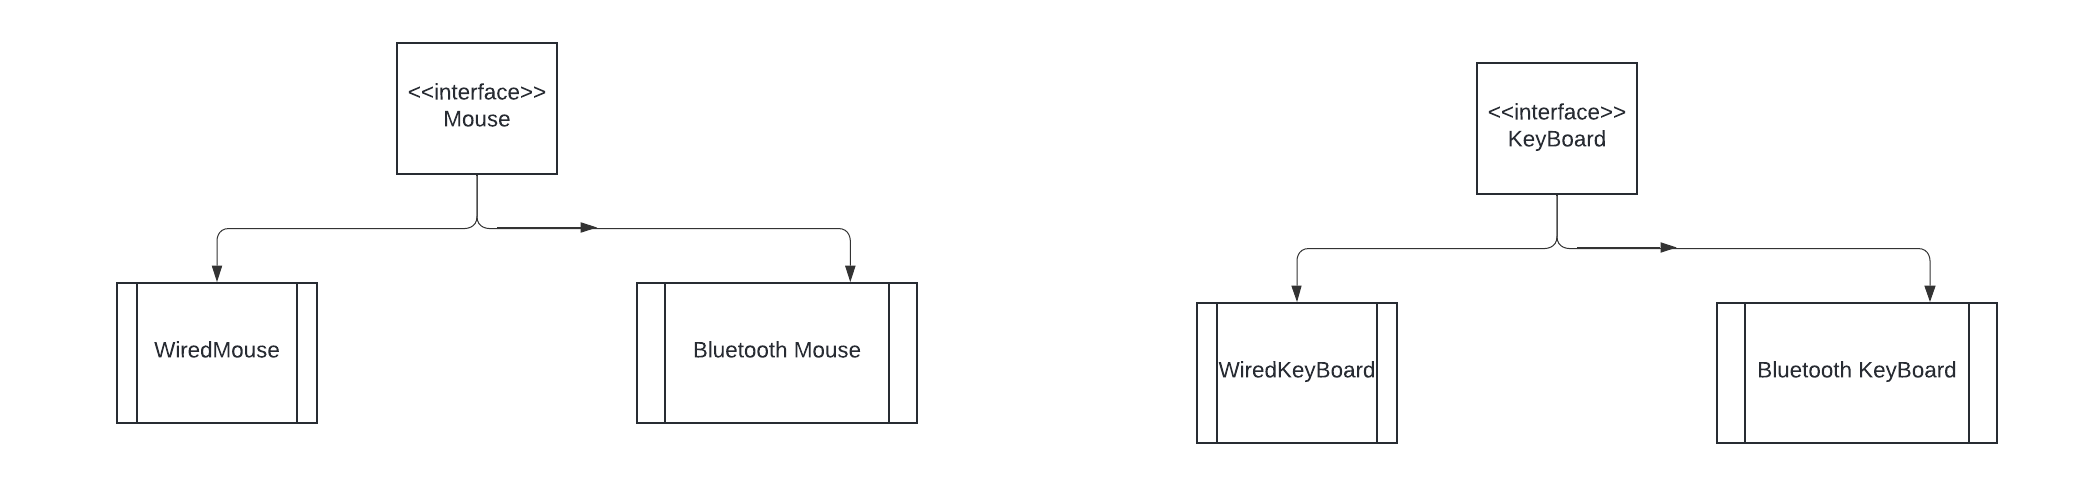 <<interface>>
Mouse
<<interface>>
KeyBoard
WiredMouse
Bluetooth Mouse
WiredKeyBoard
Bluetooth KeyBoard